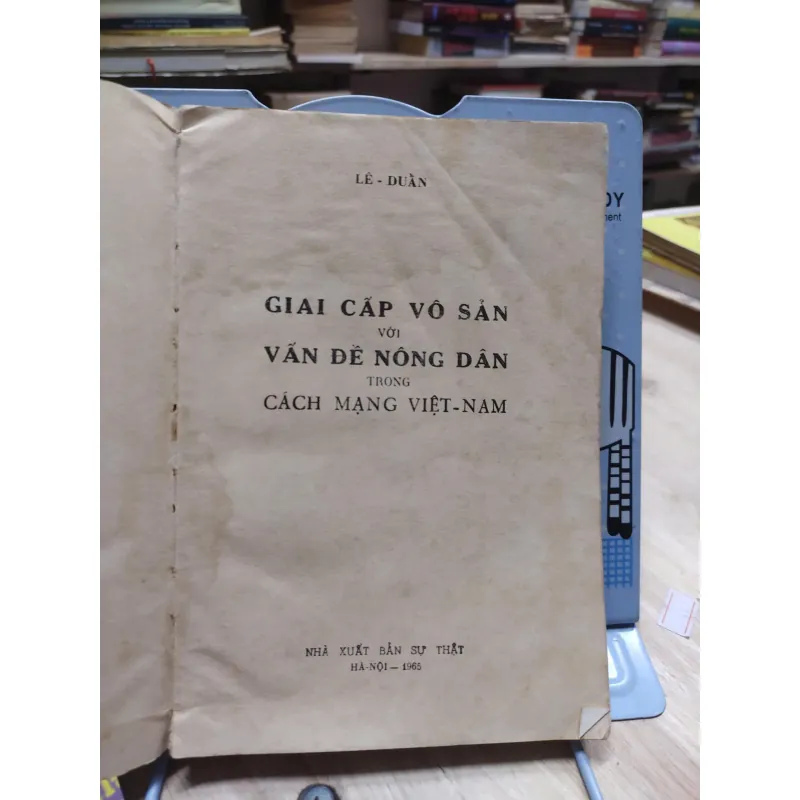 LÊ - DUẨN
GIAI CẤP VÔ SẢN
VỚI
VẤN ĐỀ NÔNG DÂN
TRONG
CÁCH MẠNG VIỆT-NAM
NHÀ XUẤT BẢN SỰ THẬT
HÀ-NỘI — 1965